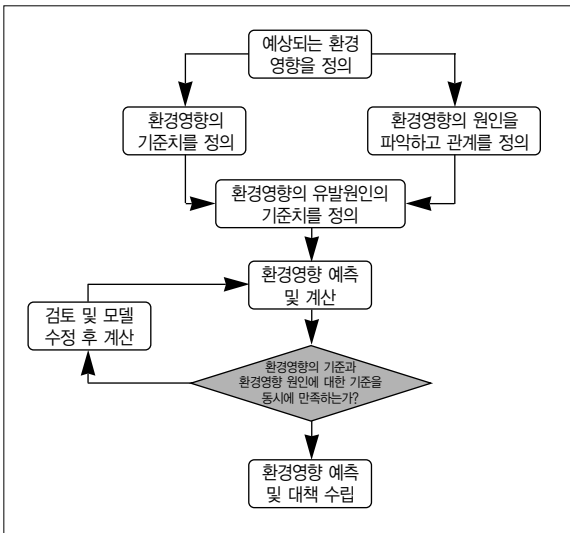 예상되는 환경
영향을 정의
환경영향의
기준치를 정의
환경영향의 원인을
파악하고 관계를 정의
환경영향의 유발원인의
기준치를 정의
환경영향 예측
및 계산
검토 및 모델
수정 후 계산
환경영향의 기준과
환경영향 원인에 대한 기준을
동시에 만족하는가?
환경영향 예측
및 대책 수립